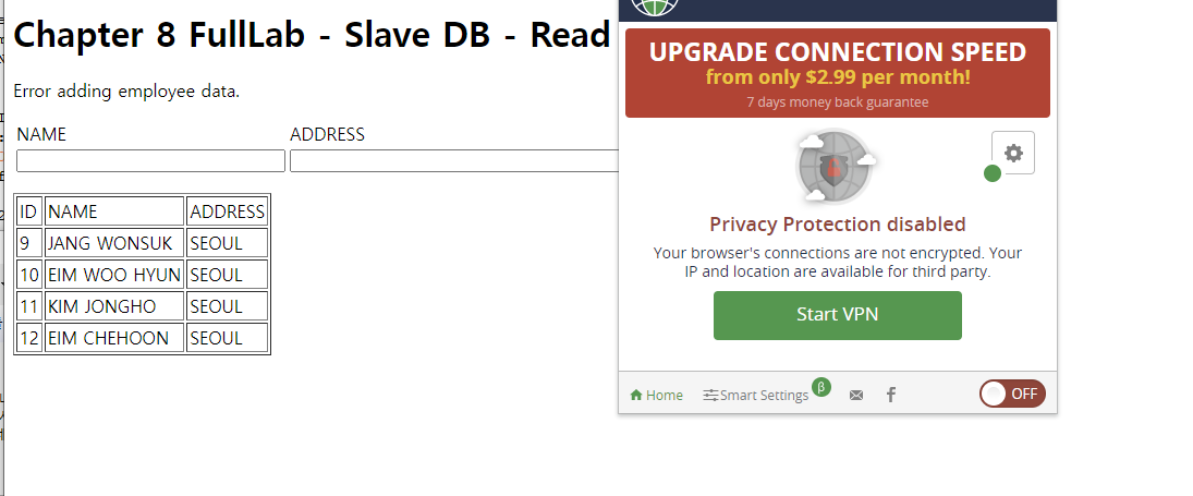 Chapter 8 FullLab - Slave DB - Read
Error adding employee data.
NAME ADDRESS
ID NAME ADDRESS
9 JANG WONSUK SEOUL
10 EIM WOO HYUN SEOUL
11 KIM JONGHO SEOUL
12 EIM CHEHOON SEOUL
UPGRADE CONNECTION SPEED
from only $2.99 per month!
7 days money back guarantee
Privacy Protection disabled
Your browser's connections are not encrypted. Your
IP and location are available for third party.
Start VPN
Home Smart Settings β f OFF